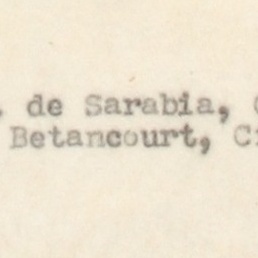 . de Sarabia,
Betancourt, C